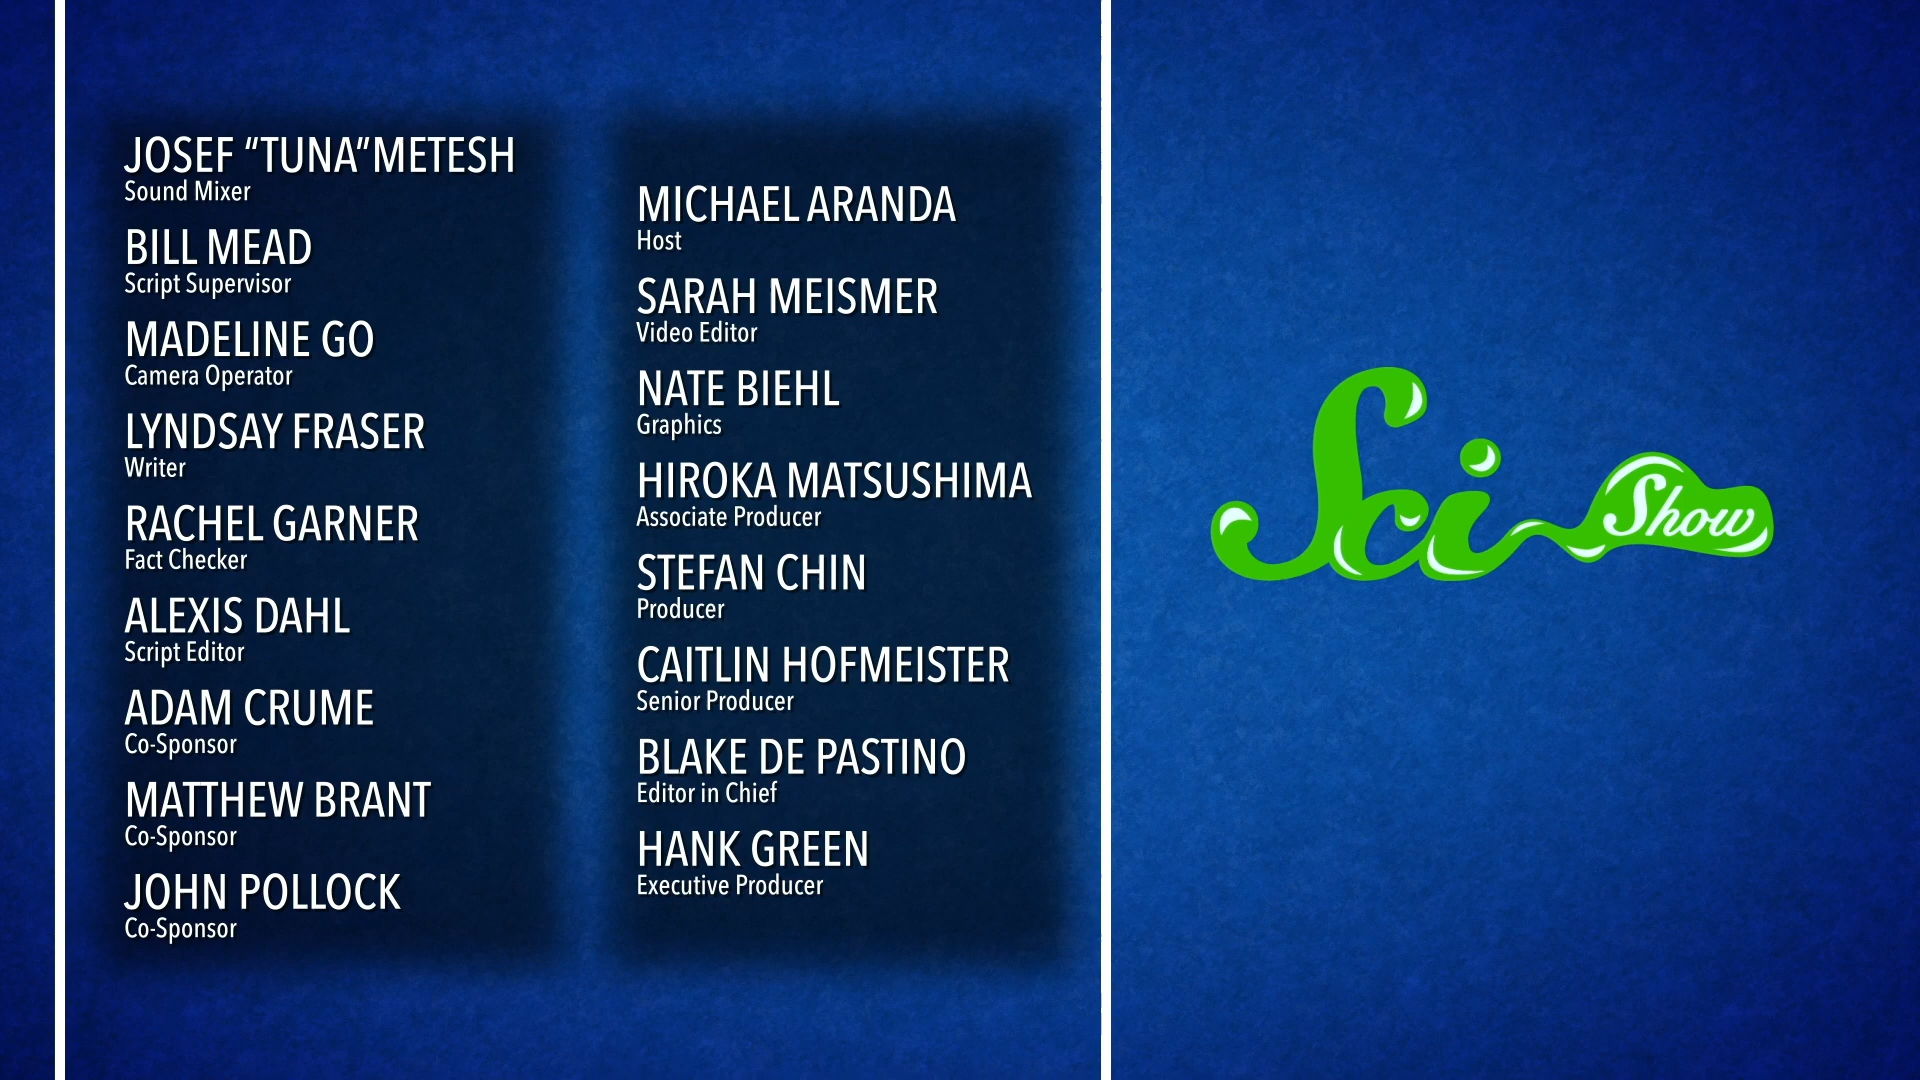 JOSEF “TUNA”METESH
Sound Mixer
BILL MEAD
Script Supervisor
MADELINE GO
Camera Operator
LYNDSAY FRASER
Writer
RACHEL GARNER
Fact Checker
ALEXIS DAHL
Script Editor
ADAM CRUME
Co-Sponsor
MATTHEW BRANT
Co-Sponsor
JOHN POLLOCK
Co-Sponsor
MICHAEL ARANDA
Host
SARAH MEISMER
Video Editor
NATE BIEHL
Graphics
HIROKA MATSUSHIMA
Associate Producer
STEFAN CHIN
Producer
CAITLIN HOFMEISTER
Senior Producer
BLAKE DE PASTINO
Editor in Chief
HANK GREEN
Executive Producer
Sci Show